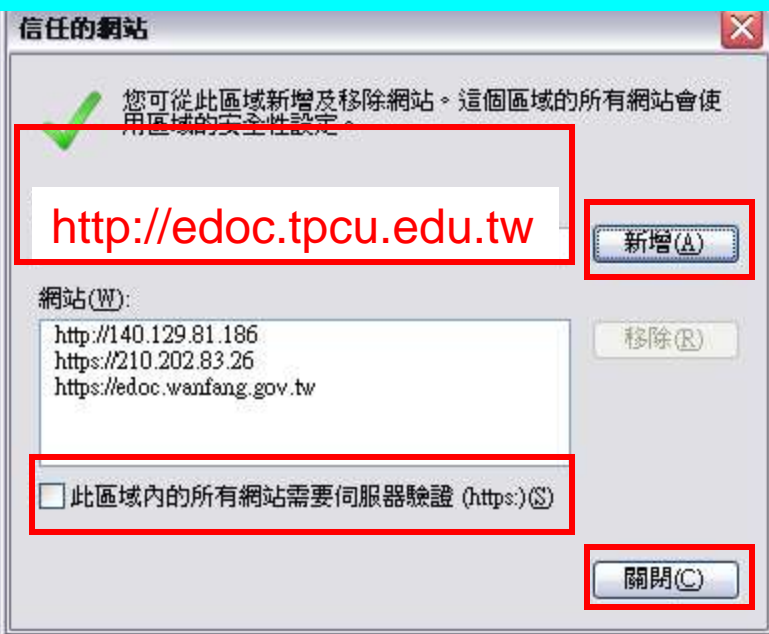 信任的網站
您可從此區域新增及移除網站。這個區域的所有網站會使
用區域的安全性設定。
http://edoc.tpcu.edu.tw
新增(A)
網站(W):
http://140.129.81.186
移除(R)
https://210.202.83.26
https://edoc.wanfang.gov.tw
此區域內的所有網站需要伺服器驗證 (https:)(S)
關閉(C)